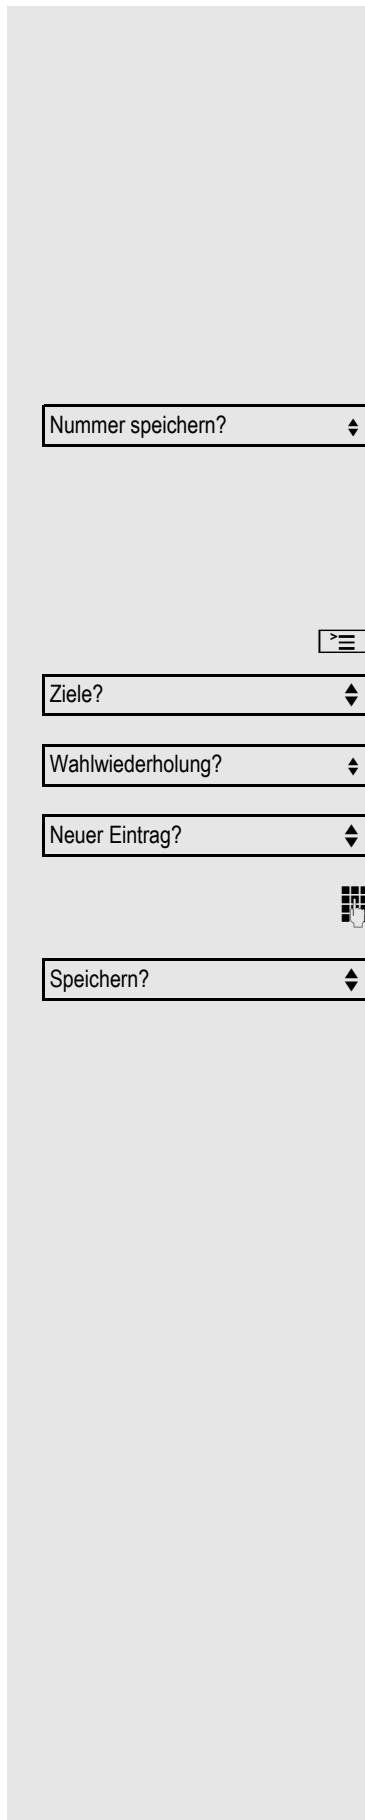 Nummer speichern?
Ziele?
Wahlwiederholung?
Neuer Eintrag?
Speichern?